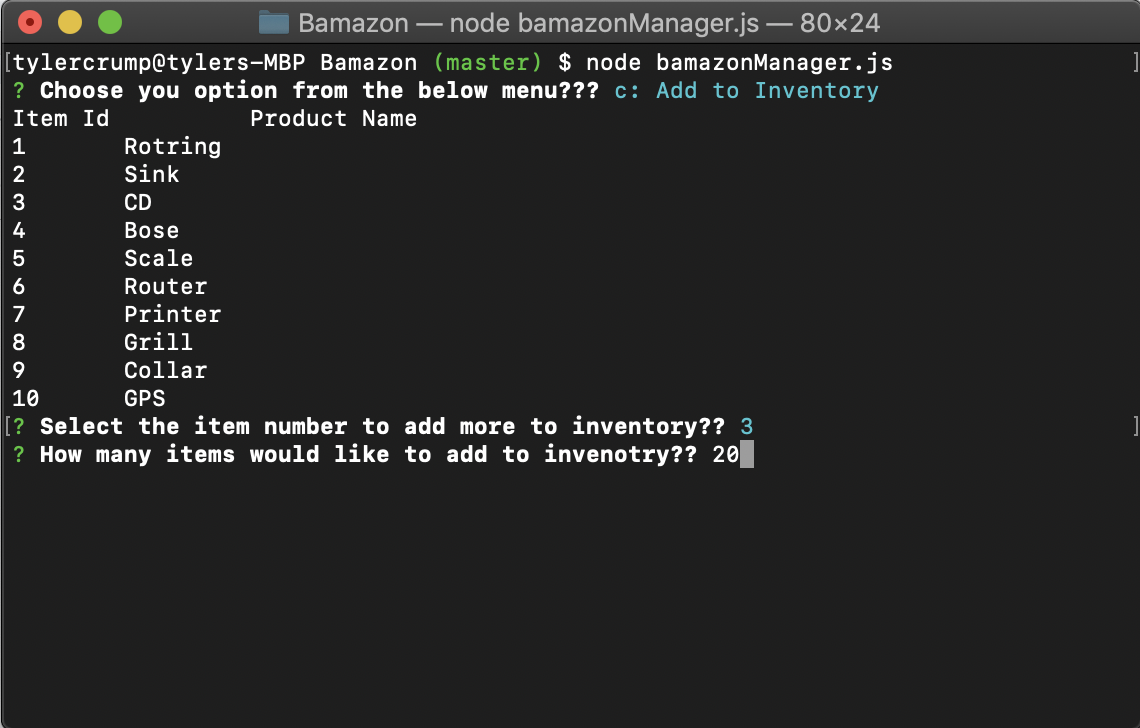 Bamazon — node bamazonManager.js — 80×24
[tylercrump@tylers-MBP Bamazon (master) $ node bamazonManager.js ]
? Choose you option from the below menu??? c: Add to Inventory
Item Id          Product Name
1       Rotring
2       Sink
3       CD
4       Bose
5       Scale
6       Router
7       Printer
8       Grill
9       Collar
10      GPS
[? Select the item number to add more to inventory?? 3 ]
? How many items would like to add to invenotry?? 20